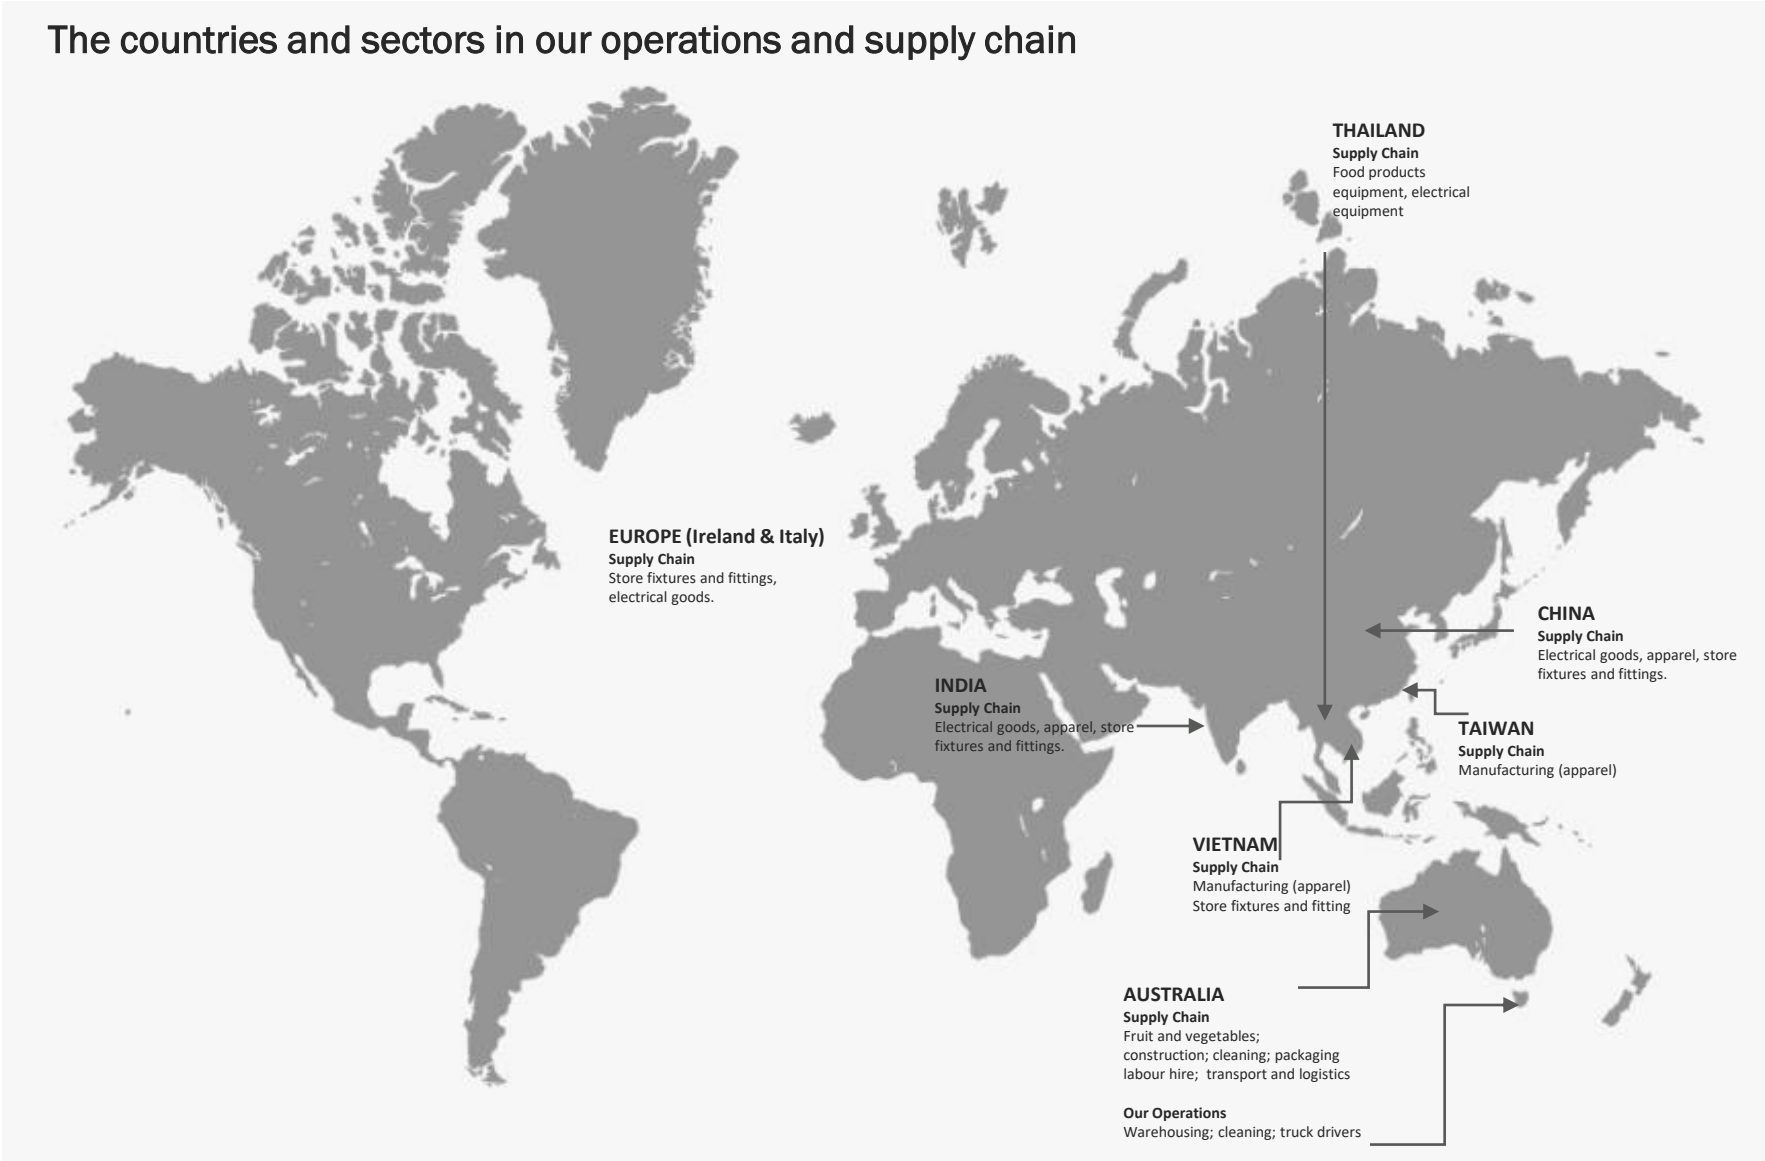 The countries and sectors in our operations and supply chain
THAILAND
Supply Chain
Food products
equipment, electrical
equipment
EUROPE (Ireland & Italy)
Supply Chain
Store fixtures and fittings,
electrical goods.
CHINA
Supply Chain
Electrical goods, apparel, store
fixtures and fittings.
INDIA
Supply Chain
Electrical goods, apparel, store
fixtures and fittings.
TAIWAN
Supply Chain
Manufacturing (apparel)
VIETNAM
Supply Chain
Manufacturing (apparel)
Store fixtures and fitting
AUSTRALIA
Supply Chain
Fruit and vegetables;
construction; cleaning; packaging
labour hire; transport and logistics
Our Operations
Warehousing; cleaning; truck drivers